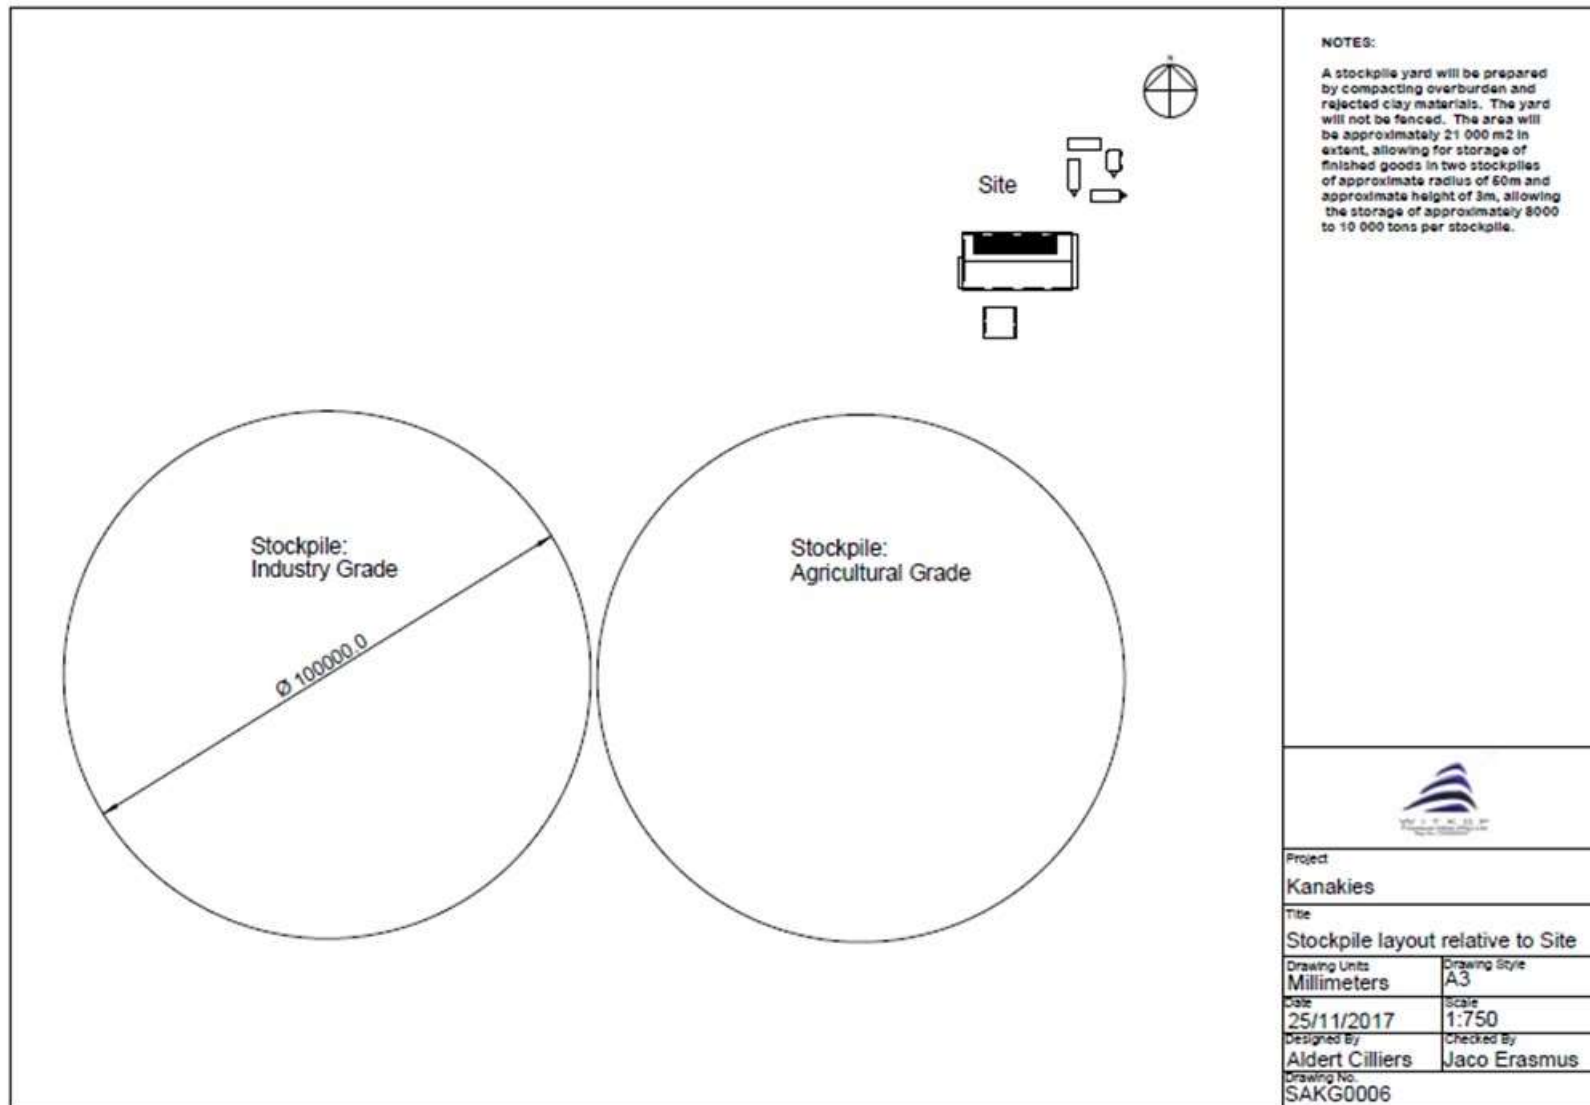 NOTES:
A stockpile yard will be prepared
by compacting overburden and
rejected clay materials. The yard
will not be fenced. The area will
be approximately 21 000 m2 in
extent, allowing for storage of
finished goods in two stockpiles
of approximate radius of 50m and
approximate height of 3m, allowing
the storage of approximately 8000
to 10 000 tons per stockpile.
N
Site
Stockpile:
Industry Grade
Stockpile:
Agricultural Grade
Ø 100000.0
WITKOP
Project
Kanakies
Title
Stockpile layout relative to Site
Drawing Units
Millimeters
Drawing Style
A3
Date
25/11/2017
Scale
1:750
Designed By
Aldert Cilliers
Checked By
Jaco Erasmus
Drawing No.
SAKG0006